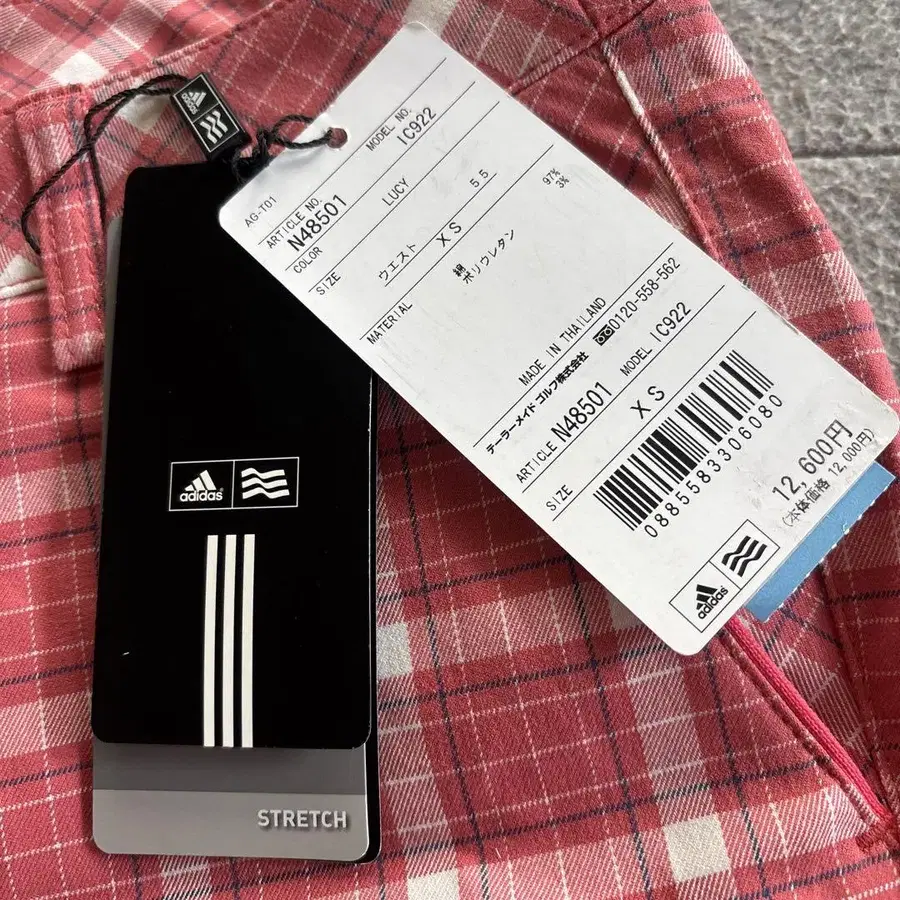 adidas
AG-T01
ARTICLE NO. MODEL NO.
N48501 IC922
COLOR LUCY
SIZE ウエスト 5.5
XS
MATERIAL 綿 97%
ポリウレタン 3%
MADE IN THAILAND
テーラーメイド ゴルフ株式会社 0120-558-562
ARTICLE N48501 MODEL IC922
SIZE XS
0885583306080
12,600円
(本体価格 12,000円)
adidas
adidas
STRETCH